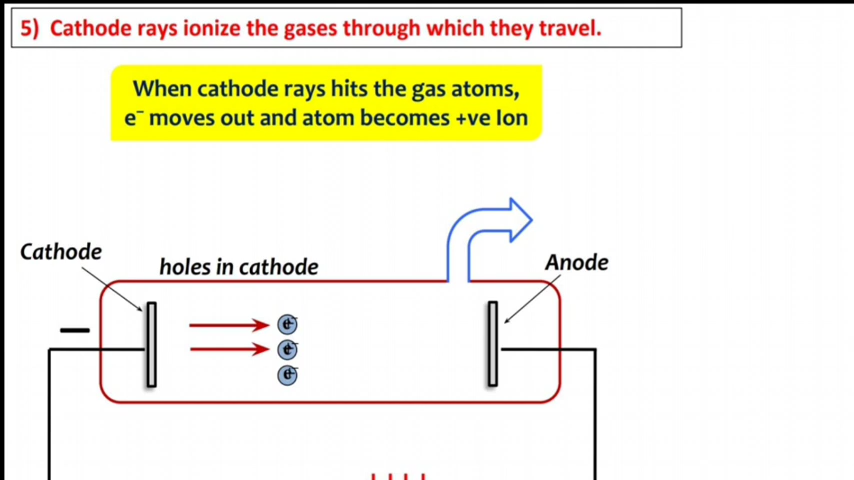 5) Cathode rays ionize the gases through which they travel.
When cathode rays hits the gas atoms,
e⁻ moves out and atom becomes +ve Ion
Cathode
holes in cathode
Anode
e⁻
e⁻
e⁻